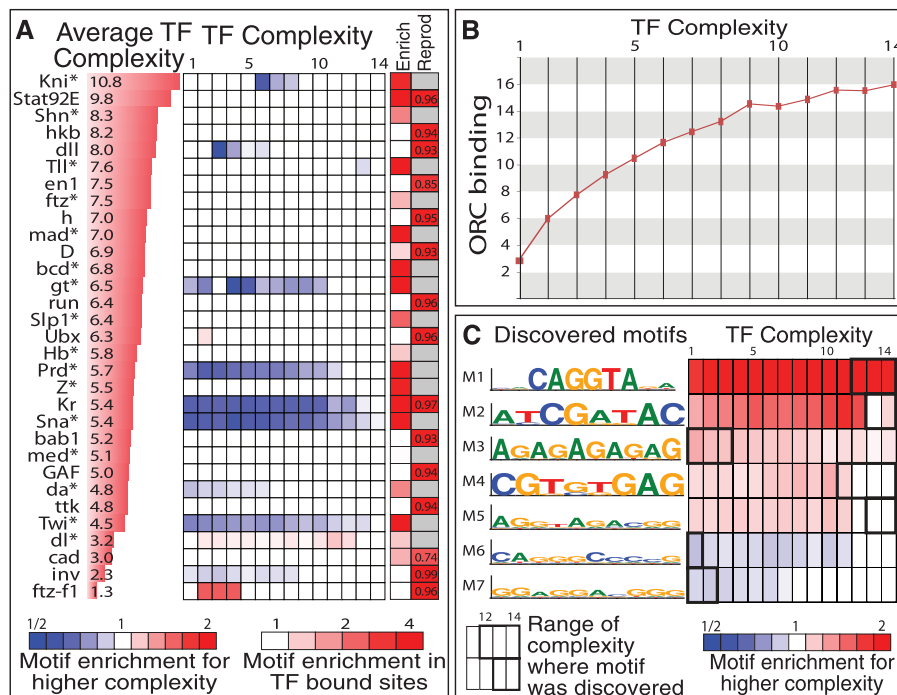 A
Average TF Complexity
TF Complexity
Enrich
Reprod
1 5 10 14
Kni* 10.8
Stat92E 9.8 0.96
Shn* 8.3
hkb 8.2 0.94
dll 8.0 0.93
Tll* 7.6
en1 7.5 0.85
ftz* 7.5
h 7.0 0.95
mad* 7.0
D 6.9 0.93
bcd* 6.8
gt* 6.5
run 6.4 0.96
Slp1* 6.4
Ubx 6.3 0.96
Hb* 5.8
Prd* 5.7
Z* 5.5
Kr 5.4 0.97
Sna* 5.4
bab1 5.2 0.93
med* 5.1
GAF 5.0 0.94
da* 4.8
ttk 4.8 0.94
Twi* 4.5
dl* 3.2
cad 3.0 0.74
inv 2.3 0.99
ftz-f1 1.3 0.96
1/2 1 2
Motif enrichment for
higher complexity
1 2 4
Motif enrichment in
TF bound sites
B
TF Complexity
1 5 10 14
ORC binding
16
14
12
10
8
6
4
2
C
Discovered motifs
TF Complexity
1 5 10 14
M1 CAGGTA
M2 ATCGATAC
M3 AGAGAGAGAG
M4 CGTGTGAG
M5 AGGTAGACGG
M6 CAGGGCCCCG
M7 GGAGGAGGGG
12 14
Range of
complexity
where motif
was discovered
1/2 1 2
Motif enrichment for
higher complexity